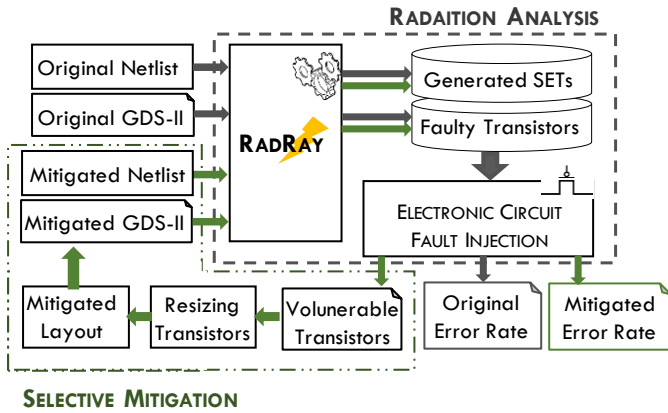 RADAITION ANALYSIS
Original Netlist
Original GDS-II
Mitigated Netlist
Mitigated GDS-II
RADRAY
Generated SETs
Faulty Transistors
ELECTRONIC CIRCUIT
FAULT INJECTION
Mitigated
Layout
Resizing
Transistors
Volunerable
Transistors
Original
Error Rate
Mitigated
Error Rate
SELECTIVE MITIGATION